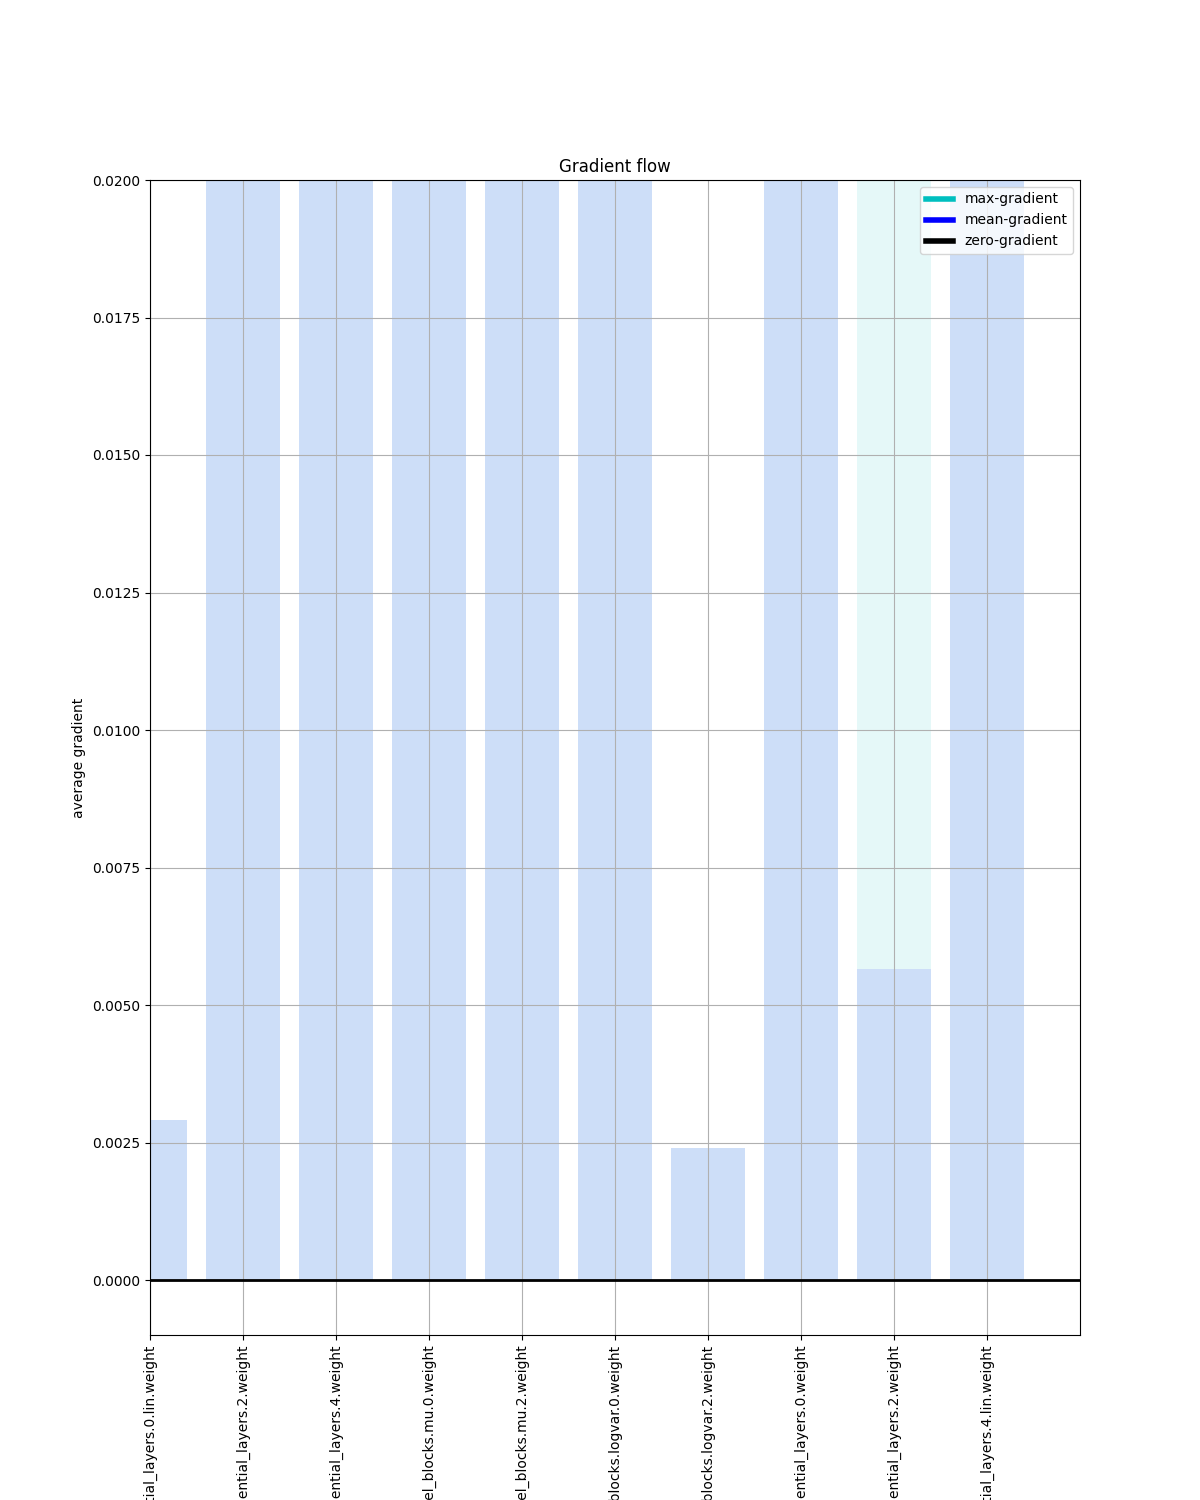 Gradient flow
max-gradient
mean-gradient
zero-gradient
0.0200
0.0175
0.0150
0.0125
0.0100
0.0075
0.0050
0.0025
0.0000
average gradient
tial_layers.0.lin.weight
ential_layers.2.weight
ential_layers.4.weight
el_blocks.mu.0.weight
el_blocks.mu.2.weight
blocks.logvar.0.weight
blocks.logvar.2.weight
ential_layers.0.weight
ential_layers.2.weight
tial_layers.4.lin.weight